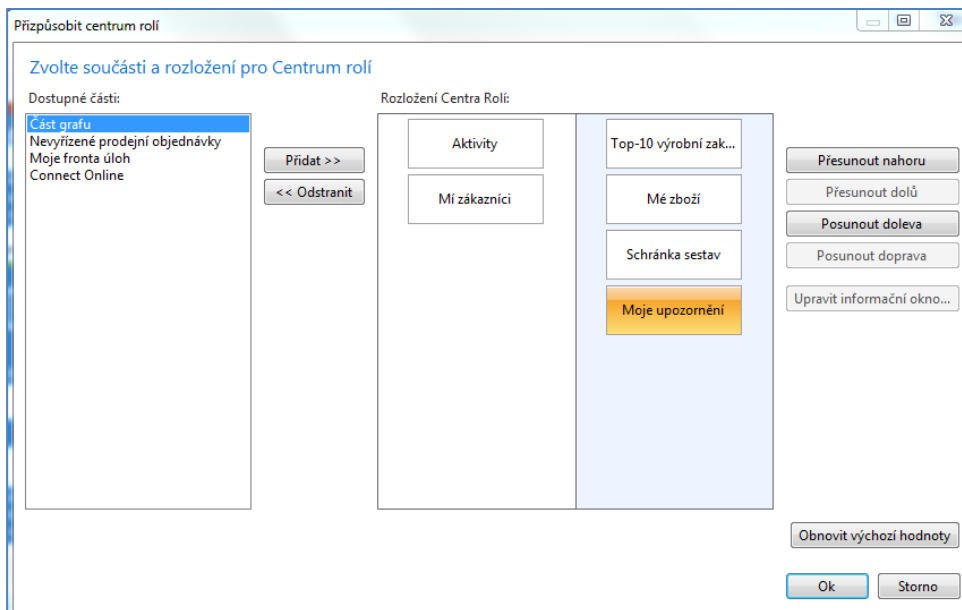 Přizpůsobit centrum rolí
Zvolte součásti a rozložení pro Centrum rolí
Dostupné části:
Část grafu
Nevyřízené prodejní objednávky
Moje fronta úloh
Connect Online
Přidat >>
<< Odstranit
Rozložení Centra Rolí:
Aktivity
Mí zákazníci
Top-10 výrobní zak...
Mé zboží
Schránka sestav
Moje upozornění
Přesunout nahoru
Přesunout dolů
Posunout doleva
Posunout doprava
Upravit informační okno...
Obnovit výchozí hodnoty
Ok
Storno